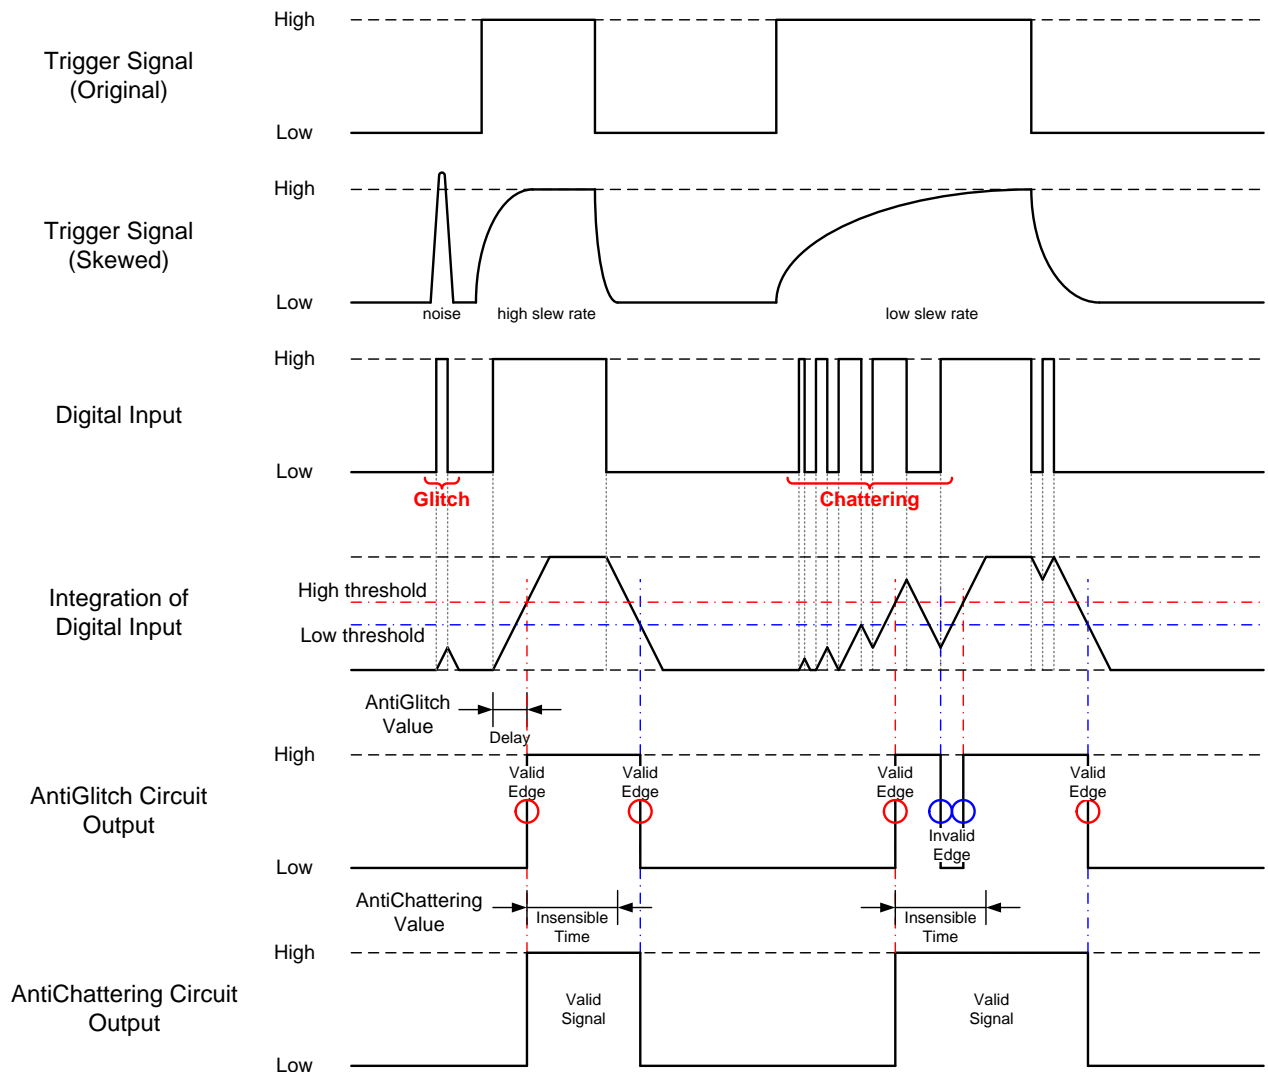 High
Trigger Signal
(Original)
Low
High
Trigger Signal
(Skewed)
Low
noise
high slew rate
low slew rate
High
Digital Input
Low
Glitch
Chattering
High threshold
Integration of
Digital Input
Low threshold
AntiGlitch
Value
Delay
High
Valid
Edge
Valid
Edge
Valid
Edge
Valid
Edge
AntiGlitch Circuit
Output
Invalid
Edge
Low
AntiChattering
Value
Insensible
Time
Insensible
Time
High
AntiChattering Circuit
Output
Valid
Signal
Valid
Signal
Low